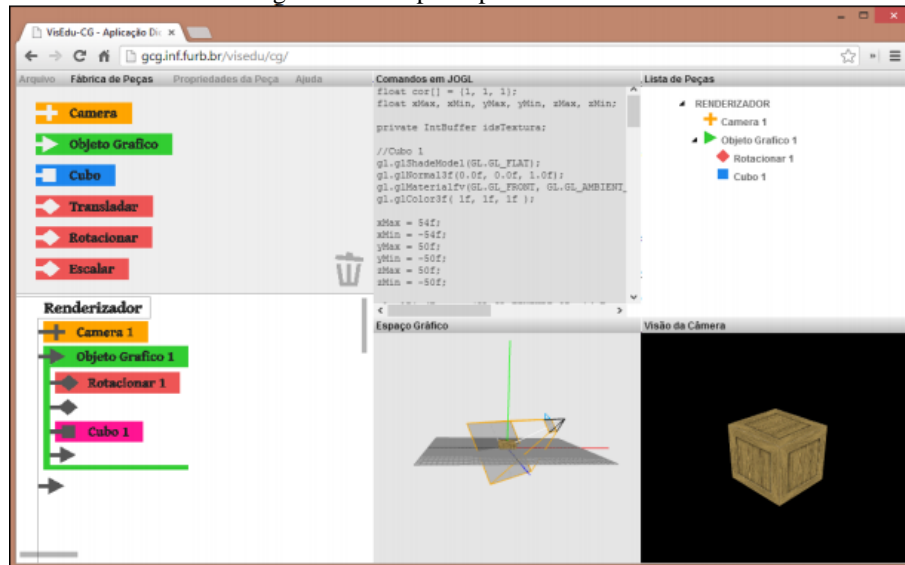 VisEdu-CG - Aplicação Di
gcg.inf.furb.br/visedu/cg/
Arquivo Fábrica de Peças Propriedades da Peça Ajuda
Camera
Objeto Grafico
Cubo
Transladar
Rotacionar
Escalar
Renderizador
Camera 1
Objeto Grafico 1
Rotacionar 1
Cubo 1
Comandos em JOGL
float cor[] = {1, 1, 1};
float xMax, xMin, yMax, yMin, zMax, zMin;
private IntBuffer idsTextura;
//Cubo 1
gl.glShadeModel(GL.GL_FLAT);
gl.glNormal3f(0.0f, 0.0f, 1.0f);
gl.glMaterialfv(GL.GL_FRONT, GL.GL_AMBIENT_
gl.glColor3f( 1f, 1f, 1f );
xMax = 54f;
xMin = -54f;
yMax = 50f;
yMin = -50f;
zMax = 50f;
zMin = -50f;
Lista de Peças
RENDERIZADOR
Camera 1
Objeto Grafico 1
Rotacionar 1
Cubo 1
Espaço Gráfico
Visão da Câmera